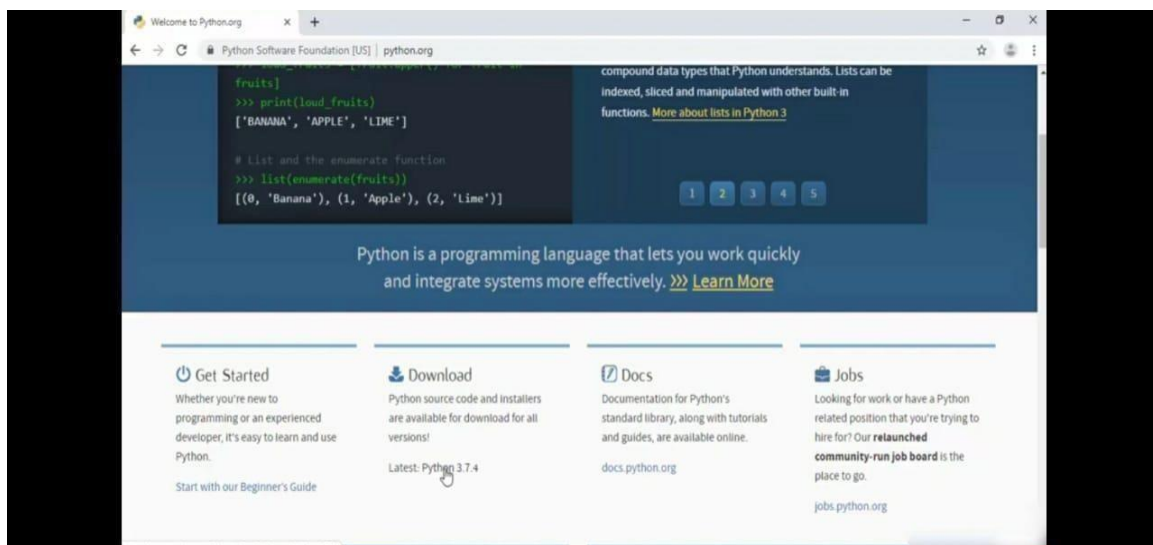 Welcome to Python.org
Python Software Foundation [US] | python.org
fruits]
>>> print(loud_fruits)
['BANANA', 'APPLE', 'LIME']
# List and the enumerate function
>>> list(enumerate(fruits))
[(0, 'Banana'), (1, 'Apple'), (2, 'Lime')]
compound data types that Python understands. Lists can be
indexed, sliced and manipulated with other built-in
functions. More about lists in Python 3
1 2 3 4 5
Python is a programming language that lets you work quickly
and integrate systems more effectively. >>> Learn More
Get Started
Whether you're new to
programming or an experienced
developer, it's easy to learn and use
Python.
Start with our Beginner's Guide
Download
Python source code and installers
are available for download for all
versions!
Latest: Python 3.7.4
Docs
Documentation for Python's
standard library, along with tutorials
and guides, are available online.
docs.python.org
Jobs
Looking for work or have a Python
related position that you're trying to
hire for? Our relaunched
community-run job board is the
place to go.
jobs.python.org